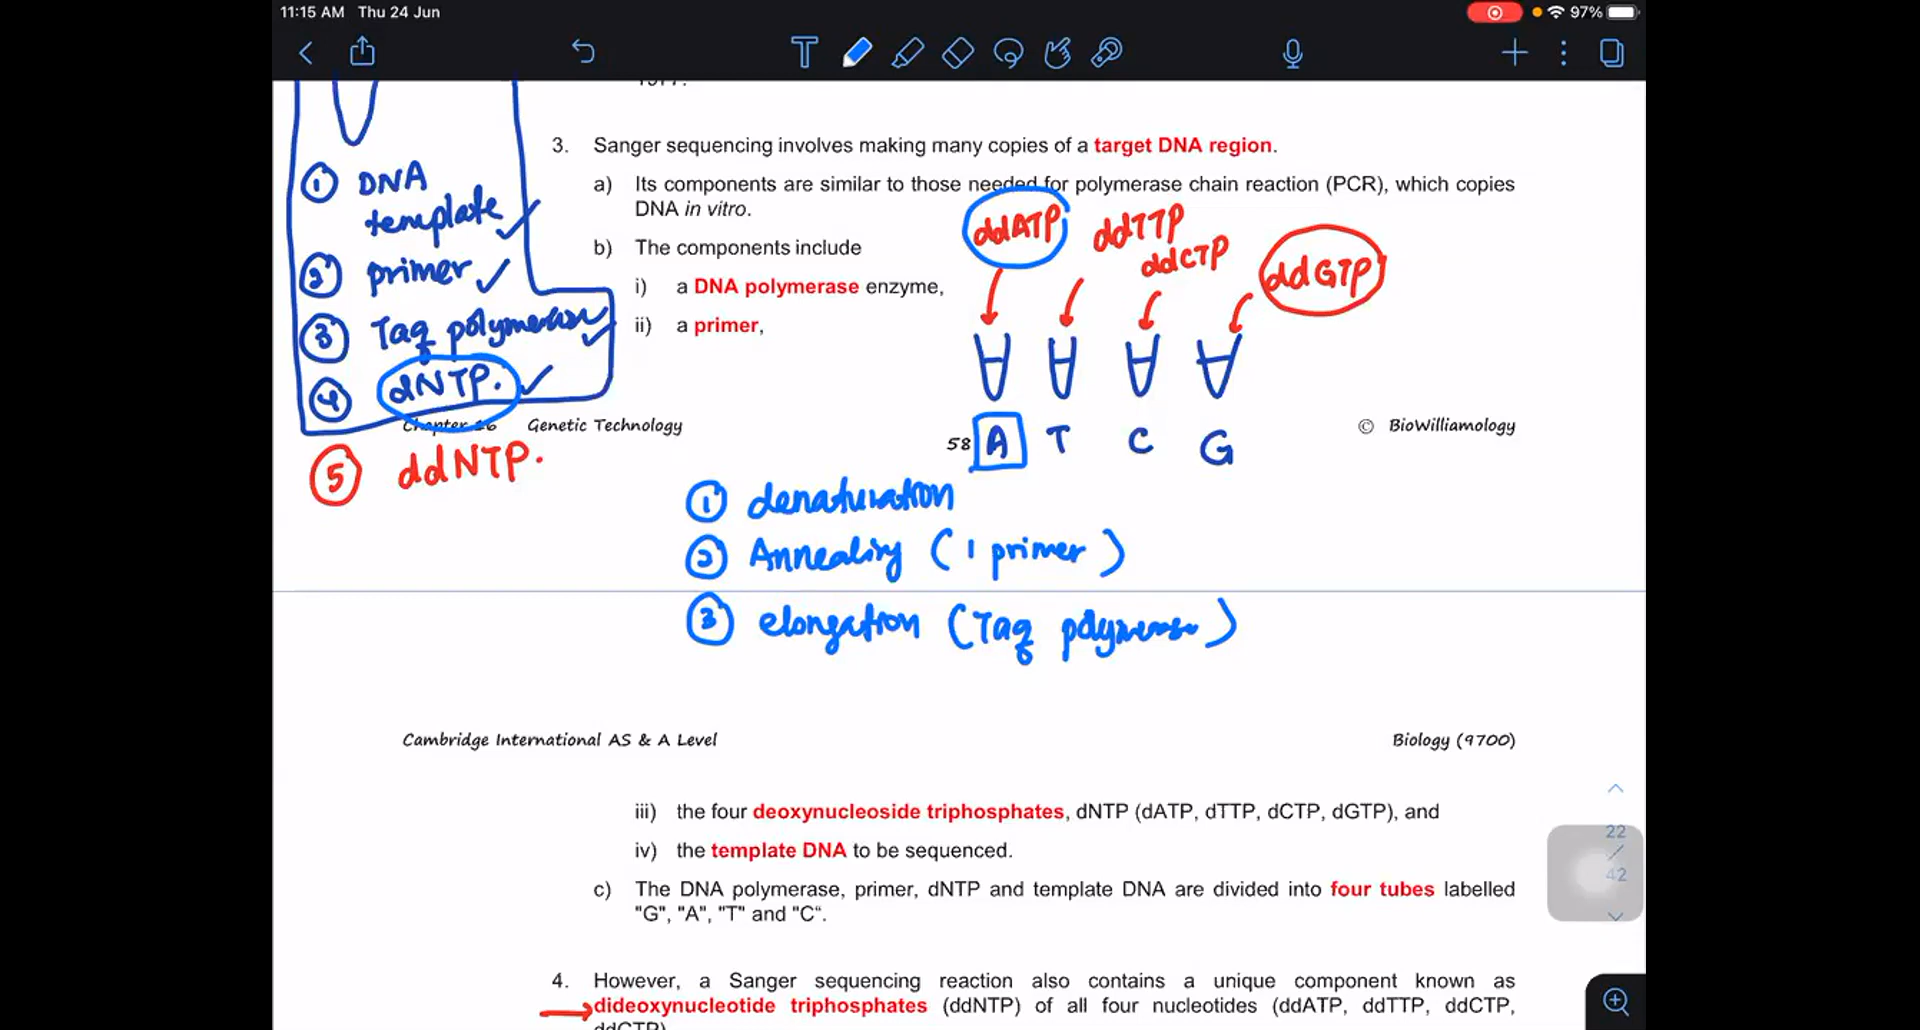 11:15 AM Thu 24 Jun
97%
3. Sanger sequencing involves making many copies of a target DNA region.
a) Its components are similar to those needed for polymerase chain reaction (PCR), which copies
DNA in vitro.
b) The components include
i) a DNA polymerase enzyme,
ii) a primer,
① DNA
template ✓
② primer ✓
③ Taq polymerase ✓
④ dNTP. ✓
⑤ ddNTP.
ddATP ddTTP
ddCTP ddGTP
A T C G
Chapter 16 Genetic Technology
58
© BioWilliamology
① denaturation
② Annealing (1 primer)
③ elongation (Taq polymerase)
Cambridge International AS & A Level
Biology (9700)
iii) the four deoxynucleoside triphosphates, dNTP (dATP, dTTP, dCTP, dGTP), and
iv) the template DNA to be sequenced.
c) The DNA polymerase, primer, dNTP and template DNA are divided into four tubes labelled
"G", "A", "T" and "C“.
22
/
42
4. However, a Sanger sequencing reaction also contains a unique component known as
dideoxynucleotide triphosphates (ddNTP) of all four nucleotides (ddATP, ddTTP, ddCTP,